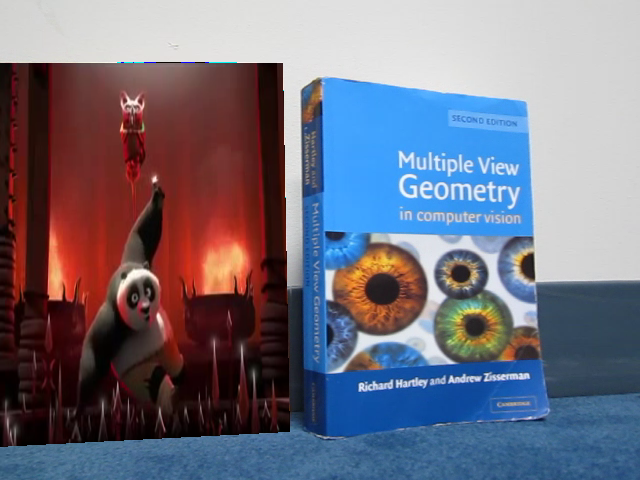 SECOND EDITION
Multiple View
Geometry
in computer vision
Richard Hartley and Andrew Zisserman
CAMBRIDGE
Hartley and
Zisserman
Multiple View Geometry